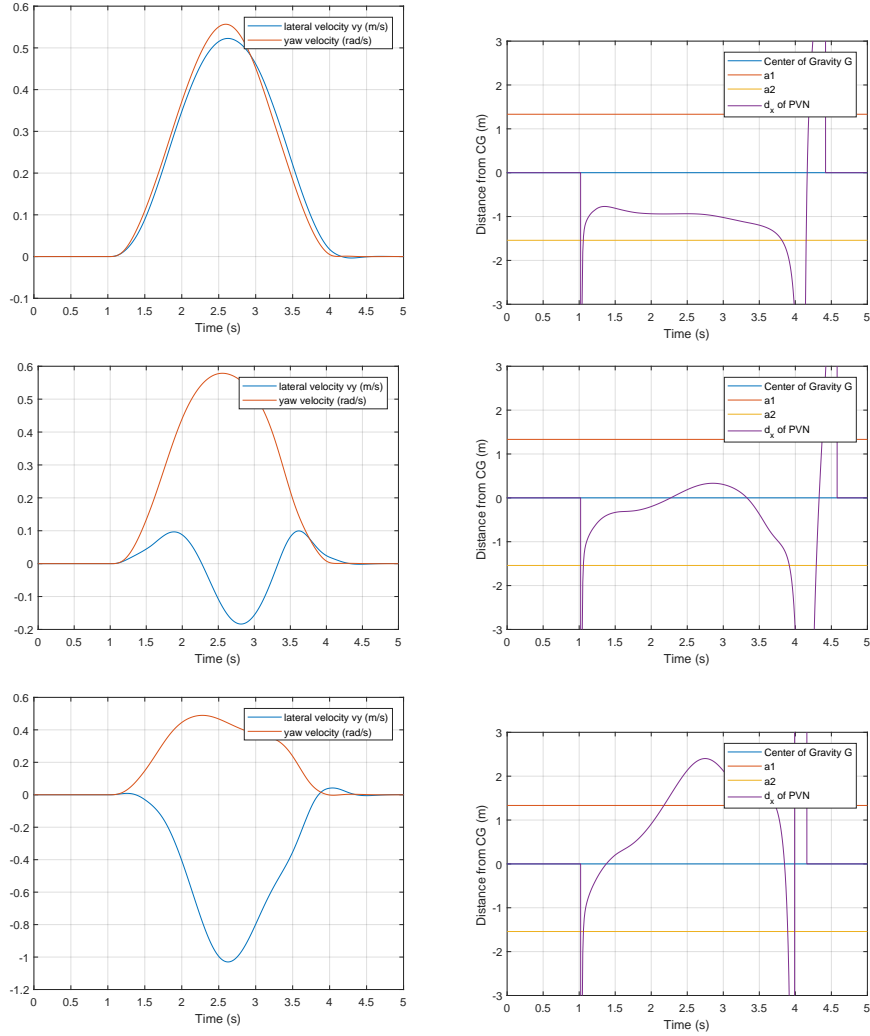 0.6
0.5
0.4
0.3
0.2
0.1
0
-0.1
0 0.5 1 1.5 2 2.5 3 3.5 4 4.5 5
Time (s)
lateral velocity vy (m/s)
yaw velocity (rad/s)
3
2
1
0
-1
-2
-3
0 0.5 1 1.5 2 2.5 3 3.5 4 4.5 5
Time (s)
Distance from CG (m)
Center of Gravity G
a1
a2
d_x of PVN
0.6
0.5
0.4
0.3
0.2
0.1
0
-0.1
-0.2
0 0.5 1 1.5 2 2.5 3 3.5 4 4.5 5
Time (s)
lateral velocity vy (m/s)
yaw velocity (rad/s)
3
2
1
0
-1
-2
-3
0 0.5 1 1.5 2 2.5 3 3.5 4 4.5 5
Time (s)
Distance from CG (m)
Center of Gravity G
a1
a2
d_x of PVN
0.6
0.4
0.2
0
-0.2
-0.4
-0.6
-0.8
-1
-1.2
0 0.5 1 1.5 2 2.5 3 3.5 4 4.5 5
Time (s)
lateral velocity vy (m/s)
yaw velocity (rad/s)
3
2
1
0
-1
-2
-3
0 0.5 1 1.5 2 2.5 3 3.5 4 4.5 5
Time (s)
Distance from CG (m)
Center of Gravity G
a1
a2
d_x of PVN